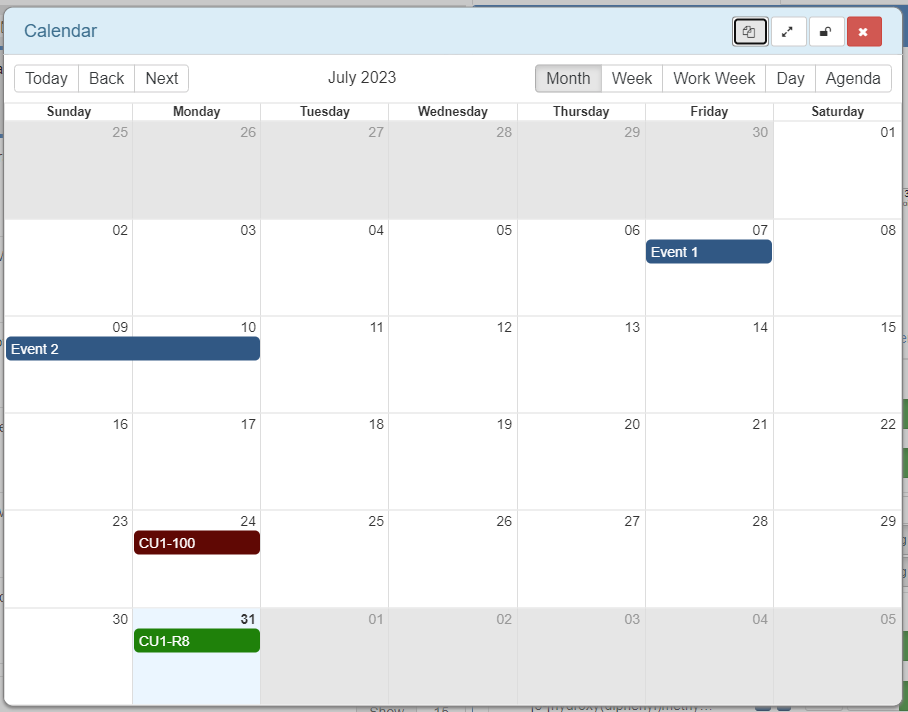 Calendar
Today Back Next July 2023 Month Week Work Week Day Agenda
Sunday Monday Tuesday Wednesday Thursday Friday Saturday
25 26 27 28 29 30 01
02 03 04 05 06 07 08
Event 1
09 10 11 12 13 14 15
Event 2
16 17 18 19 20 21 22
23 24 25 26 27 28 29
CU1-100
30 31 01 02 03 04 05
CU1-R8